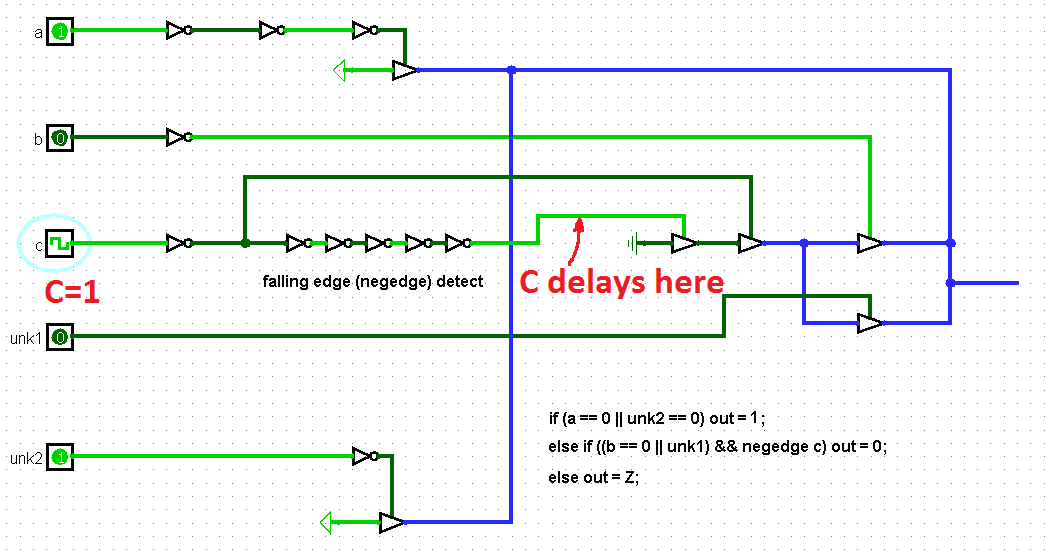 a 1
b 0
c
C=1
falling edge (negedge) detect
C delays here
unk1 0
unk2 1
if (a == 0 || unk2 == 0) out = 1;
else if ((b == 0 || unk1) && negedge c) out = 0;
else out = Z;